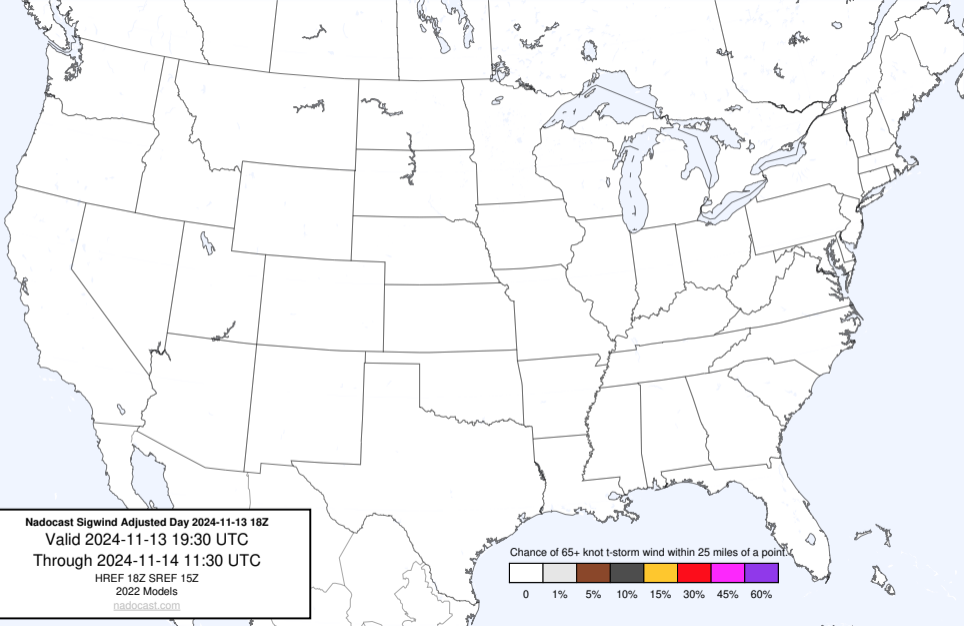 Nadocast Sigwind Adjusted Day 2024-11-13 18Z
Valid 2024-11-13 19:30 UTC
Through 2024-11-14 11:30 UTC
HREF 18Z SREF 15Z
2022 Models
nadocast.com
Chance of 65+ knot t-storm wind within 25 miles of a point.
0 1% 5% 10% 15% 30% 45% 60%